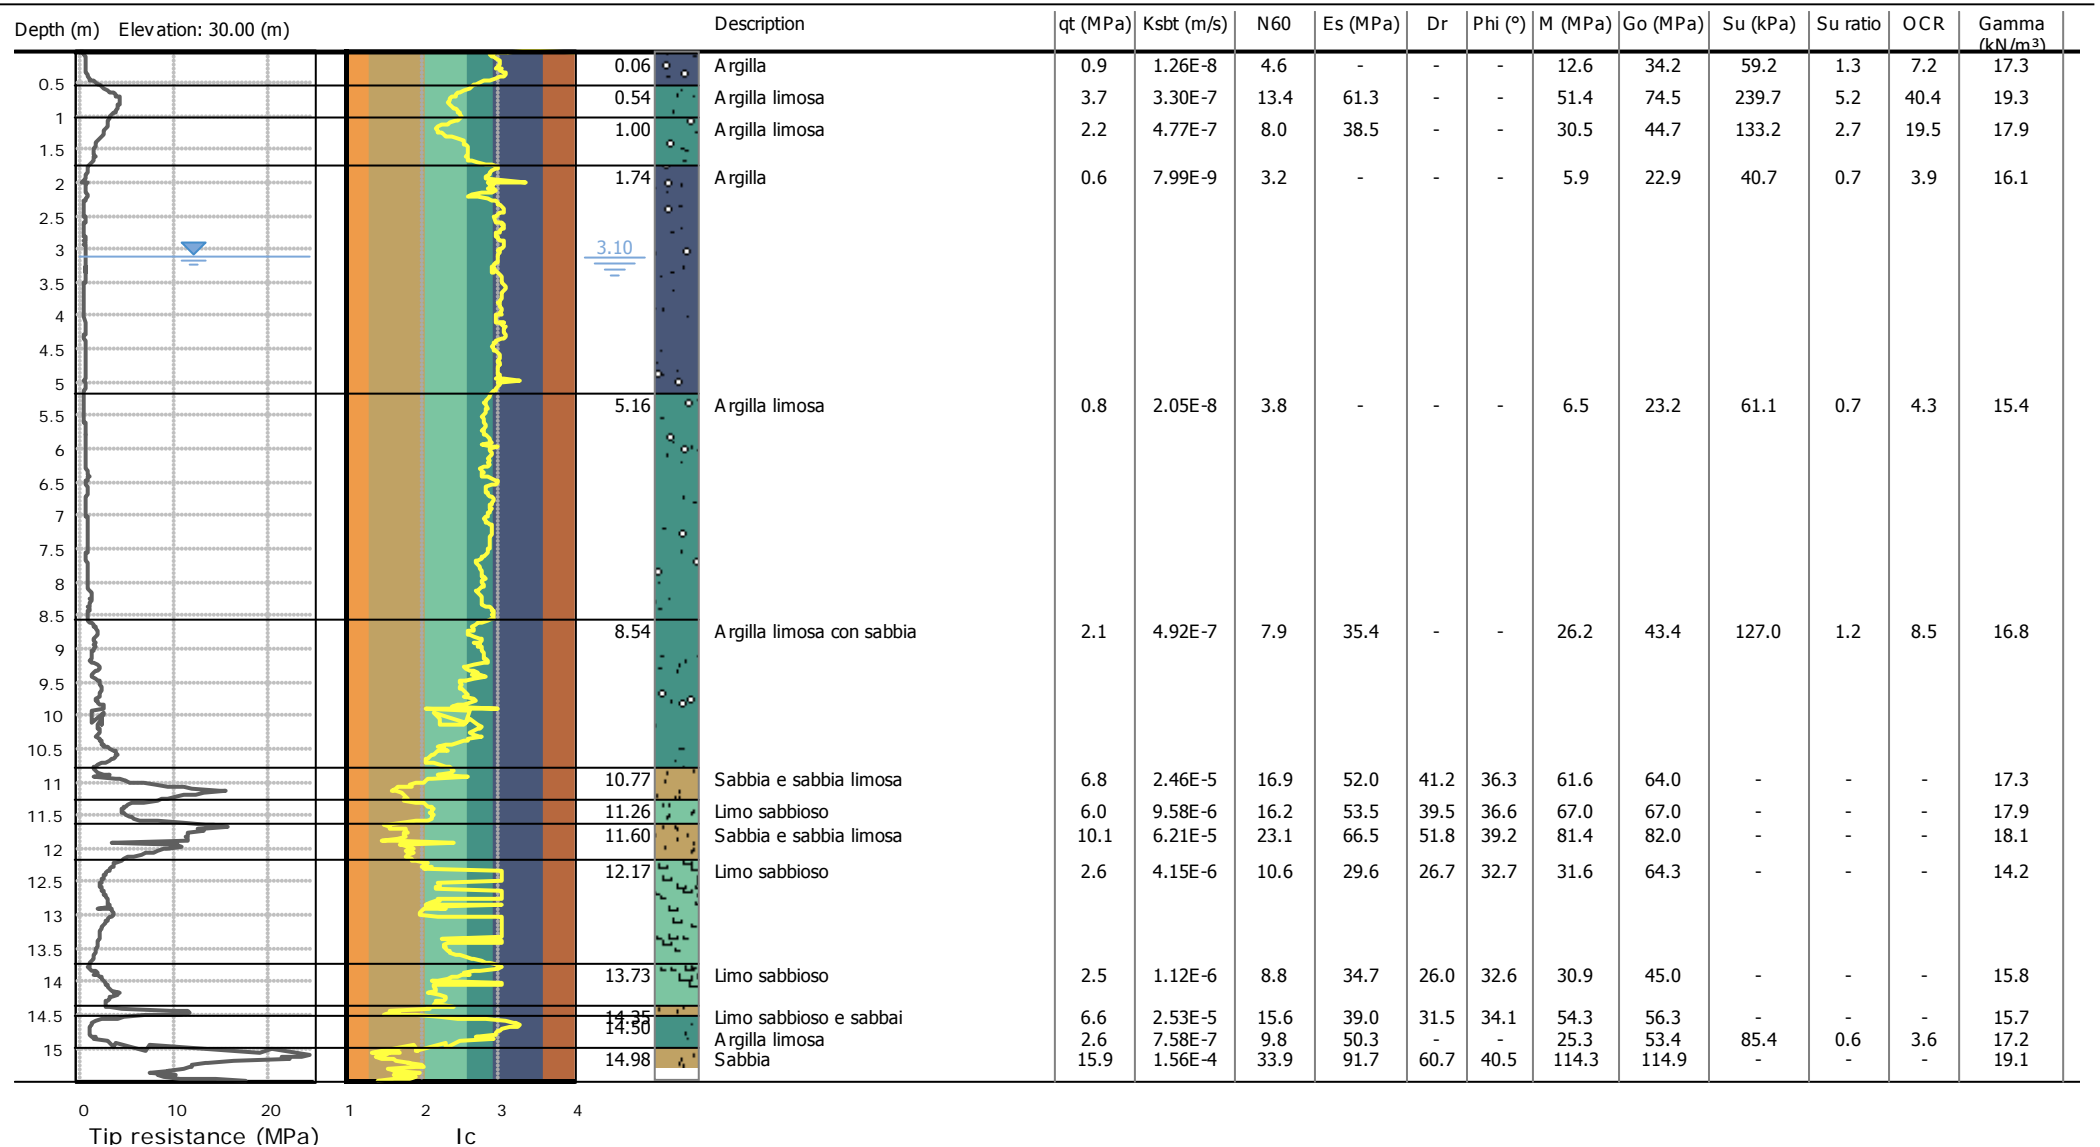 Depth (m) Elevation: 30.00 (m) Description qt (MPa) Ksbt (m/s) N60 Es (MPa) Dr Phi (°) M (MPa) Go (MPa) Su (kPa) Su ratio OCR Gamma
(kN/m³)
0.06 Argilla 0.9 1.26E-8 4.6 - - - 12.6 34.2 59.2 1.3 7.2 17.3
0.5
0.54 Argilla limosa 3.7 3.30E-7 13.4 61.3 - - 51.4 74.5 239.7 5.2 40.4 19.3
1
1.00 Argilla limosa 2.2 4.77E-7 8.0 38.5 - - 30.5 44.7 133.2 2.7 19.5 17.9
1.5
1.74 Argilla 0.6 7.99E-9 3.2 - - - 5.9 22.9 40.7 0.7 3.9 16.1
2
2.5
3
3.10
3.5
4
4.5
5
5.16 Argilla limosa 0.8 2.05E-8 3.8 - - - 6.5 23.2 61.1 0.7 4.3 15.4
5.5
6
6.5
7
7.5
8
8.5
8.54 Argilla limosa con sabbia 2.1 4.92E-7 7.9 35.4 - - 26.2 43.4 127.0 1.2 8.5 16.8
9
9.5
10
10.5
10.77 Sabbia e sabbia limosa 6.8 2.46E-5 16.9 52.0 41.2 36.3 61.6 64.0 - - - 17.3
11
11.26 Limo sabbioso 6.0 9.58E-6 16.2 53.5 39.5 36.6 67.0 67.0 - - - 17.9
11.5
11.60 Sabbia e sabbia limosa 10.1 6.21E-5 23.1 66.5 51.8 39.2 81.4 82.0 - - - 18.1
12
12.17 Limo sabbioso 2.6 4.15E-6 10.6 29.6 26.7 32.7 31.6 64.3 - - - 14.2
12.5
13
13.5
13.73 Limo sabbioso 2.5 1.12E-6 8.8 34.7 26.0 32.6 30.9 45.0 - - - 15.8
14
14.5
14.35 Limo sabbioso e sabbai 6.6 2.53E-5 15.6 39.0 31.5 34.1 54.3 56.3 - - - 15.7
14.50 Argilla limosa 2.6 7.58E-7 9.8 50.3 - - 25.3 53.4 85.4 0.6 3.6 17.2
15
14.98 Sabbia 15.9 1.56E-4 33.9 91.7 60.7 40.5 114.3 114.9 - - - 19.1
0 10 20 1 2 3 4
Tip resistance (MPa) Ic